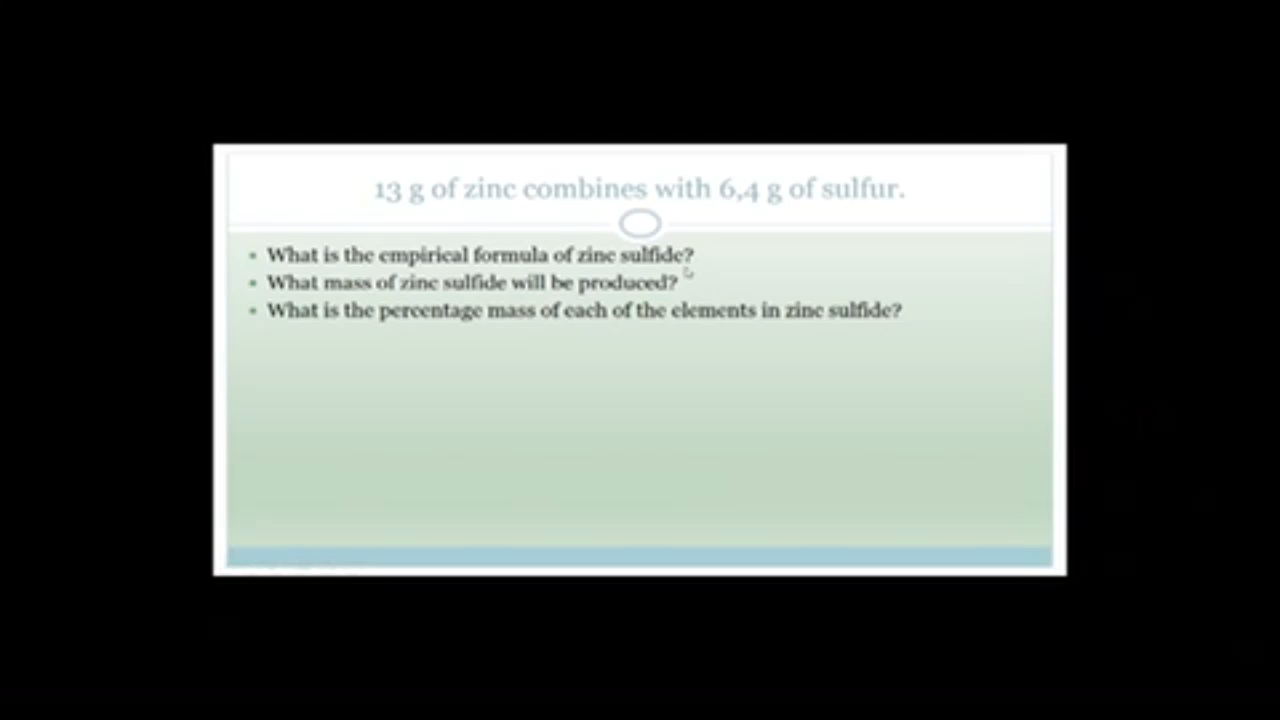 13 g of zinc combines with 6,4 g of sulfur.
What is the empirical formula of zinc sulfide?
What mass of zinc sulfide will be produced?
What is the percentage mass of each of the elements in zinc sulfide?